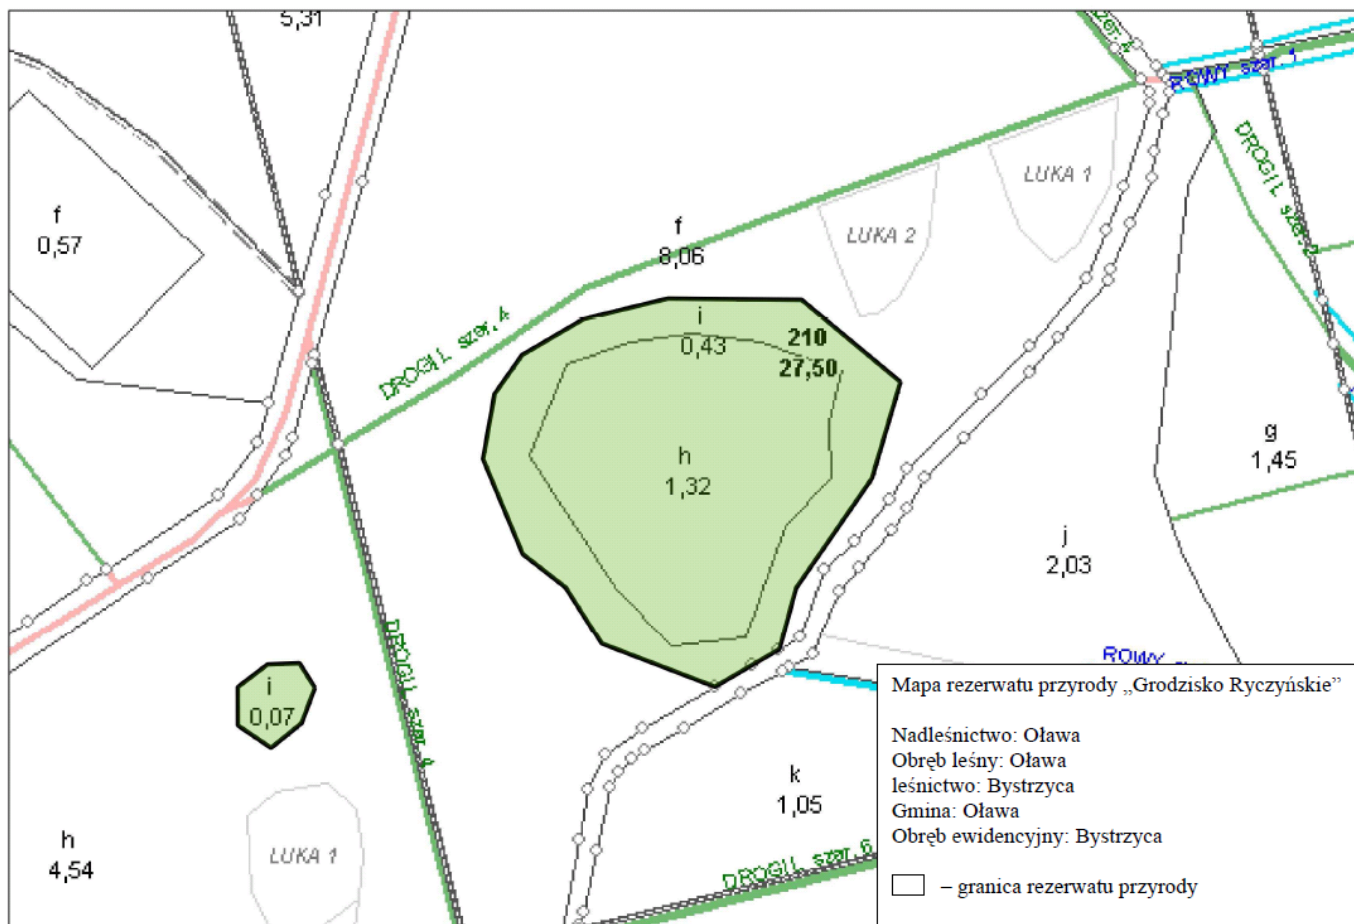 5,31
szer. 4
ROWY szer. 1
DROGI L szer. 2
LUKA 1
LUKA 2
f
0,57
f
8,06
DROGI L szer. 4
i
0,43
210
27,50
h
1,32
g
1,45
j
2,03
DROGI L szer. 4
i
0,07
ROWY
k
1,05
h
4,54
LUKA 1
DROGI L szer. 6
Mapa rezerwatu przyrody „Grodzisko Ryczyńskie”
Nadleśnictwo: Oława
Obręb leśny: Oława
leśnictwo: Bystrzyca
Gmina: Oława
Obręb ewidencyjny: Bystrzyca
– granica rezerwatu przyrody